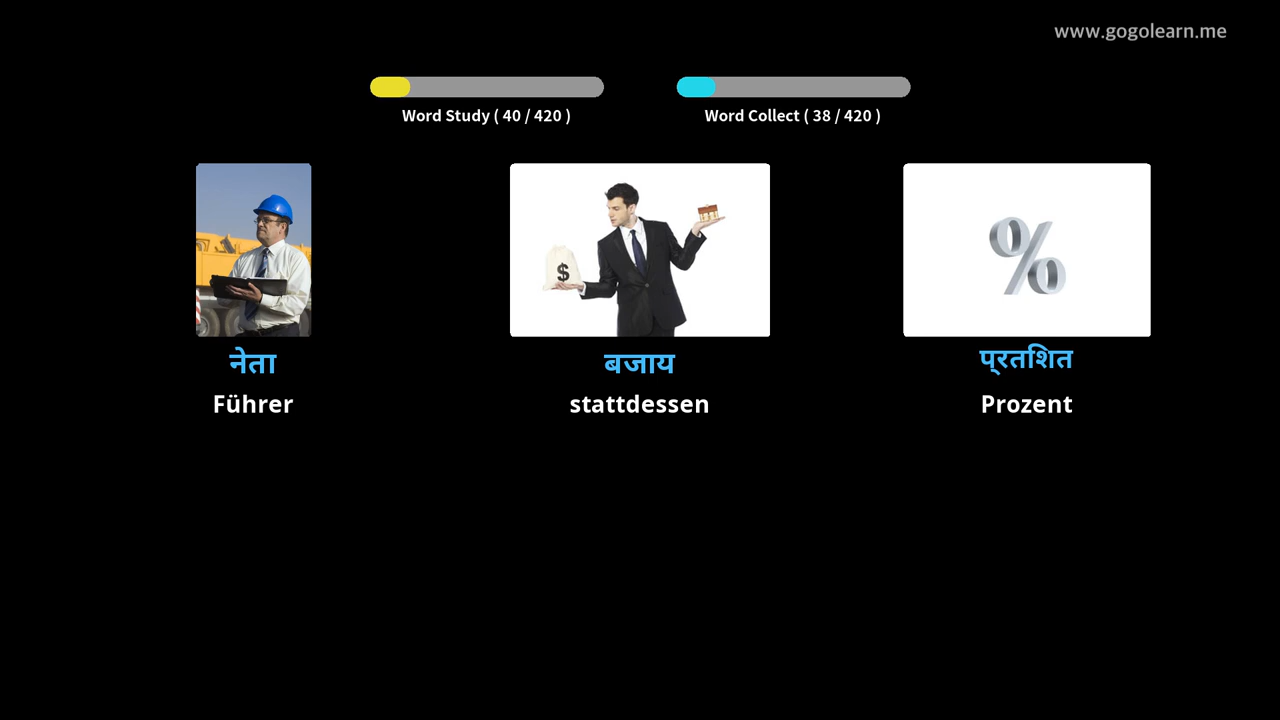 www.gogolearn.me
Word Study ( 40 / 420 )
Word Collect ( 38 / 420 )
नेता
बजाय
प्रतिशत
Führer
stattdessen
Prozent